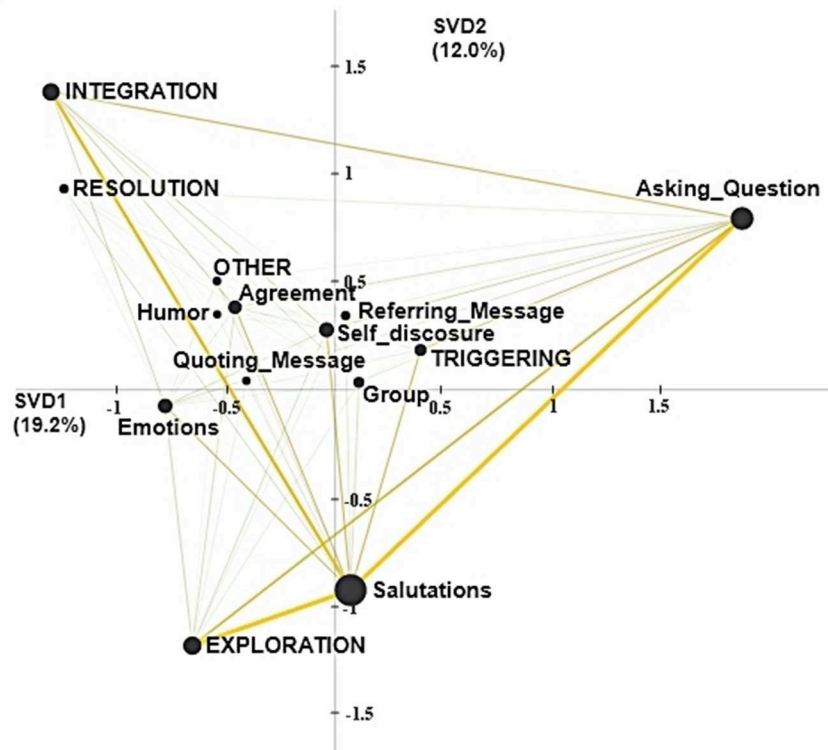 SVD2
(12.0%)
1.5
INTEGRATION
1
RESOLUTION
Asking_Question
OTHER
0.5
Agreement
Humor
Referring_Message
Self_discosure
Quoting_Message
TRIGGERING
SVD1
(19.2%)
-1
-0.5
Group
0.5
1
1.5
Emotions
-0.5
Salutations
-1
EXPLORATION
-1.5